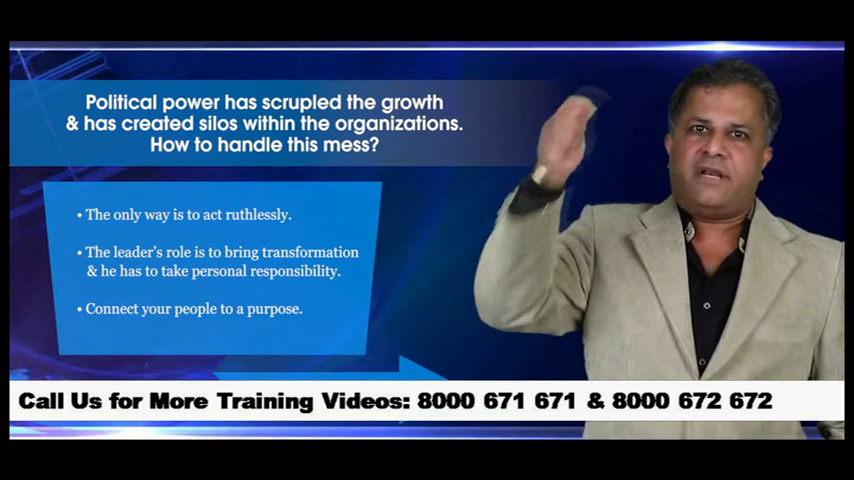 Political power has scrupled the growth
& has created silos within the organizations.
How to handle this mess?
• The only way is to act ruthlessly.
• The leader's role is to bring transformation
& he has to take personal responsibility.
• Connect your people to a purpose.
Call Us for More Training Videos: 8000 671 671 & 8000 672 672